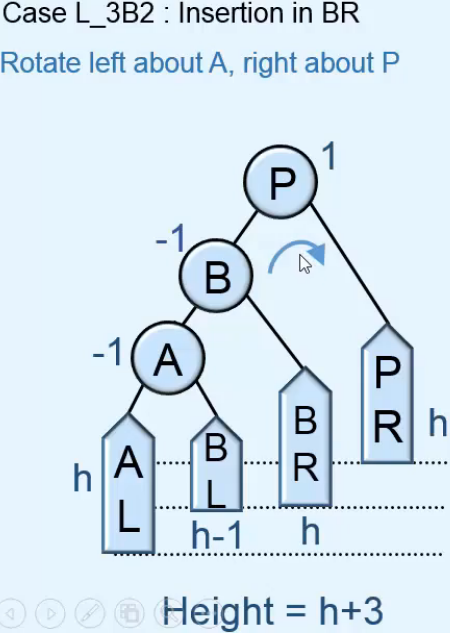 Case L_3B2 : Insertion in BR
Rotate left about A, right about P
1
P
-1
B
-1
A
P
R
h
B
R
h
A
L
B
L
h-1
h
Height = h+3